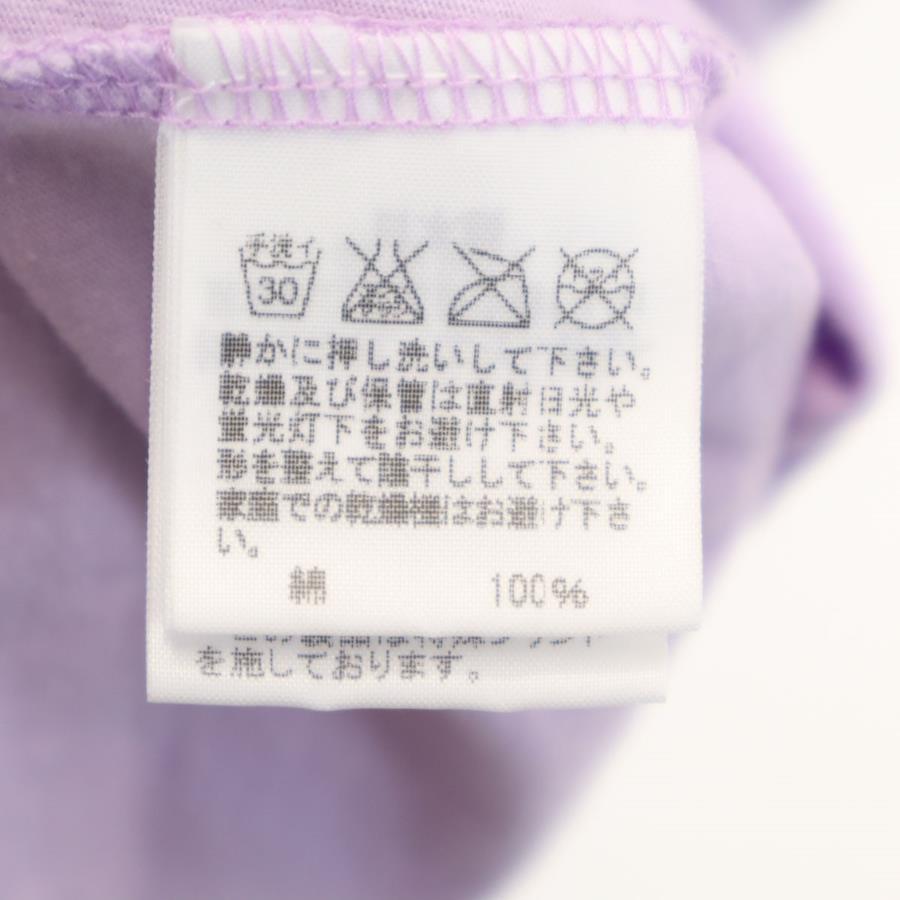 手洗イ
30
静かに押し洗いして下さい。
乾燥及び保管は直射日光や
蛍光灯下をお避け下さい。
形を整えて陰干しして下さい。
家庭での乾燥機はお避け下さ
い。
綿 100%
を施しております。